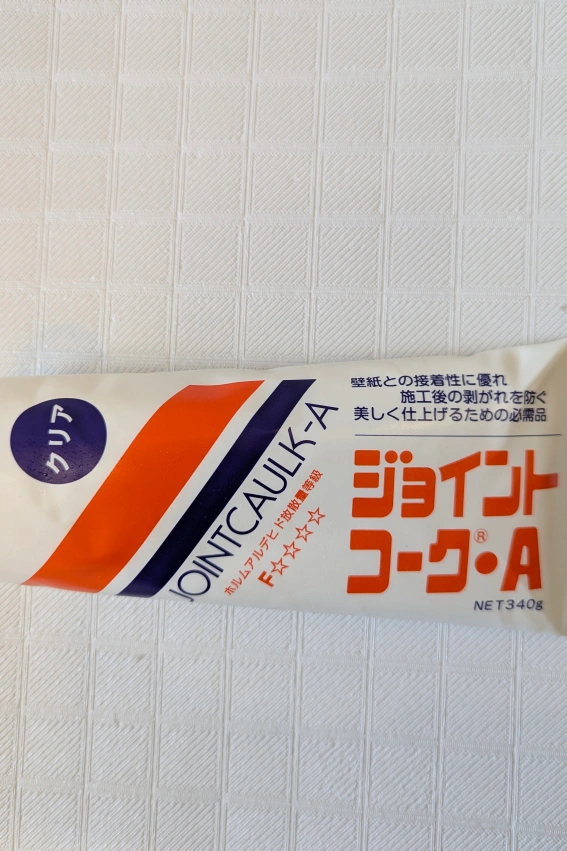 クリア
JOINTCAULK-A
ホルムアルデヒド放散量等級
F☆☆☆☆
壁紙との接着性に優れ
施工後の剥がれを防ぐ
美しく仕上げるための必需品
ジョイント
コーク®・A
NET340g